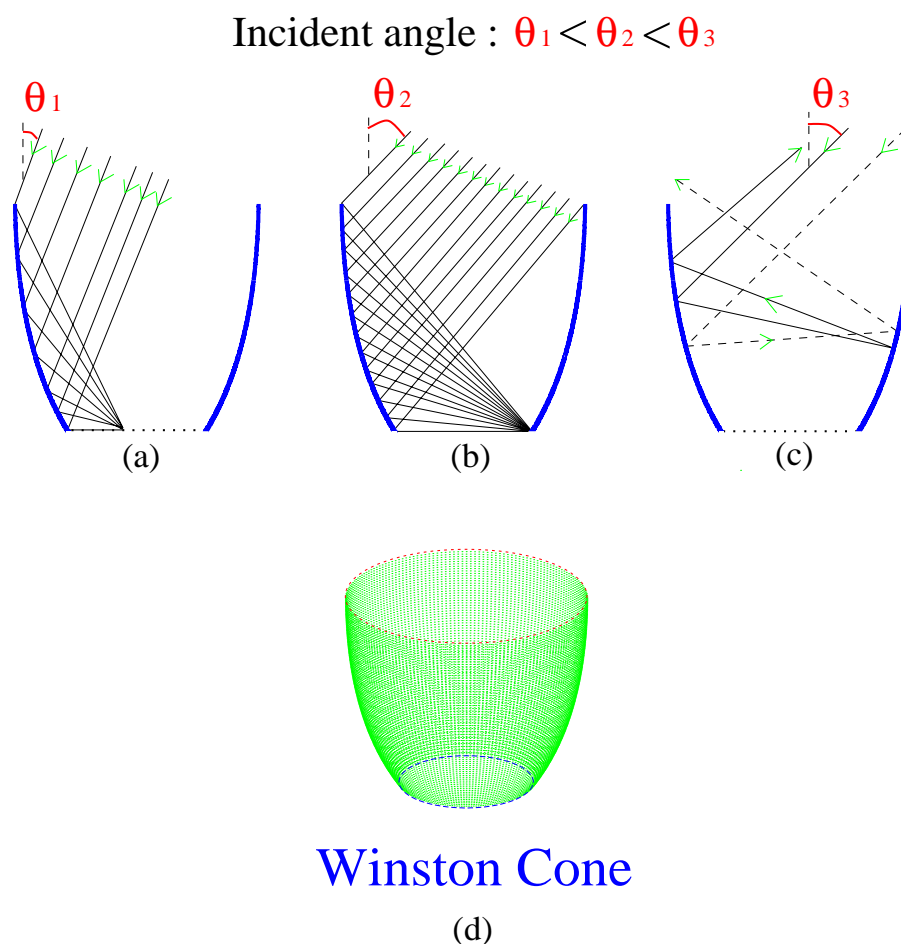 Incident angle : θ1 < θ2 < θ3
θ1
θ2
θ3
(a)
(b)
(c)
Winston Cone
(d)